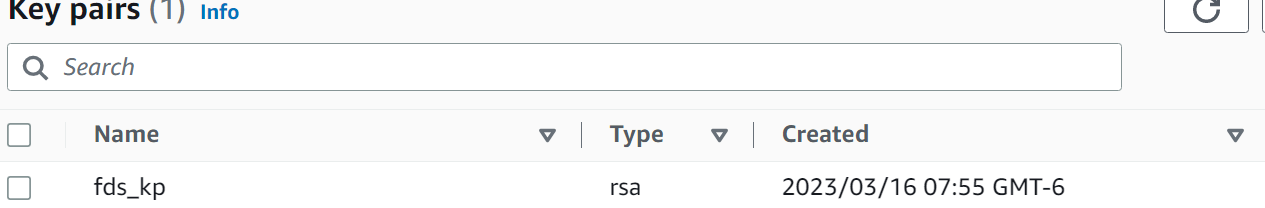 Key pairs (1) Info
Search
Name Type Created
fds_kp rsa 2023/03/16 07:55 GMT-6